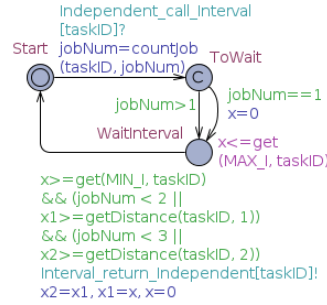 Independent_call_Interval
[taskID]?
Start
jobNum=countJob
(taskID, jobNum)
ToWait
C
jobNum>1
jobNum==1
x=0
WaitInterval
x<=get
(MAX_I, taskID)
x>=get(MIN_I, taskID)
&& (jobNum < 2 ||
x1>=getDistance(taskID, 1))
&& (jobNum < 3 ||
x2>=getDistance(taskID, 2))
Interval_return_Independent[taskID]!
x2=x1, x1=x, x=0